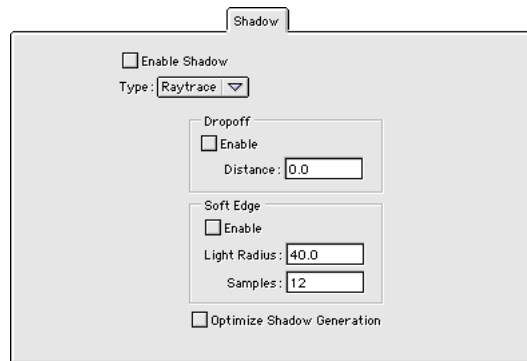 Shadow
Enable Shadow
Type: Raytrace
Dropoff
Enable
Distance: 0.0
Soft Edge
Enable
Light Radius: 40.0
Samples: 12
Optimize Shadow Generation